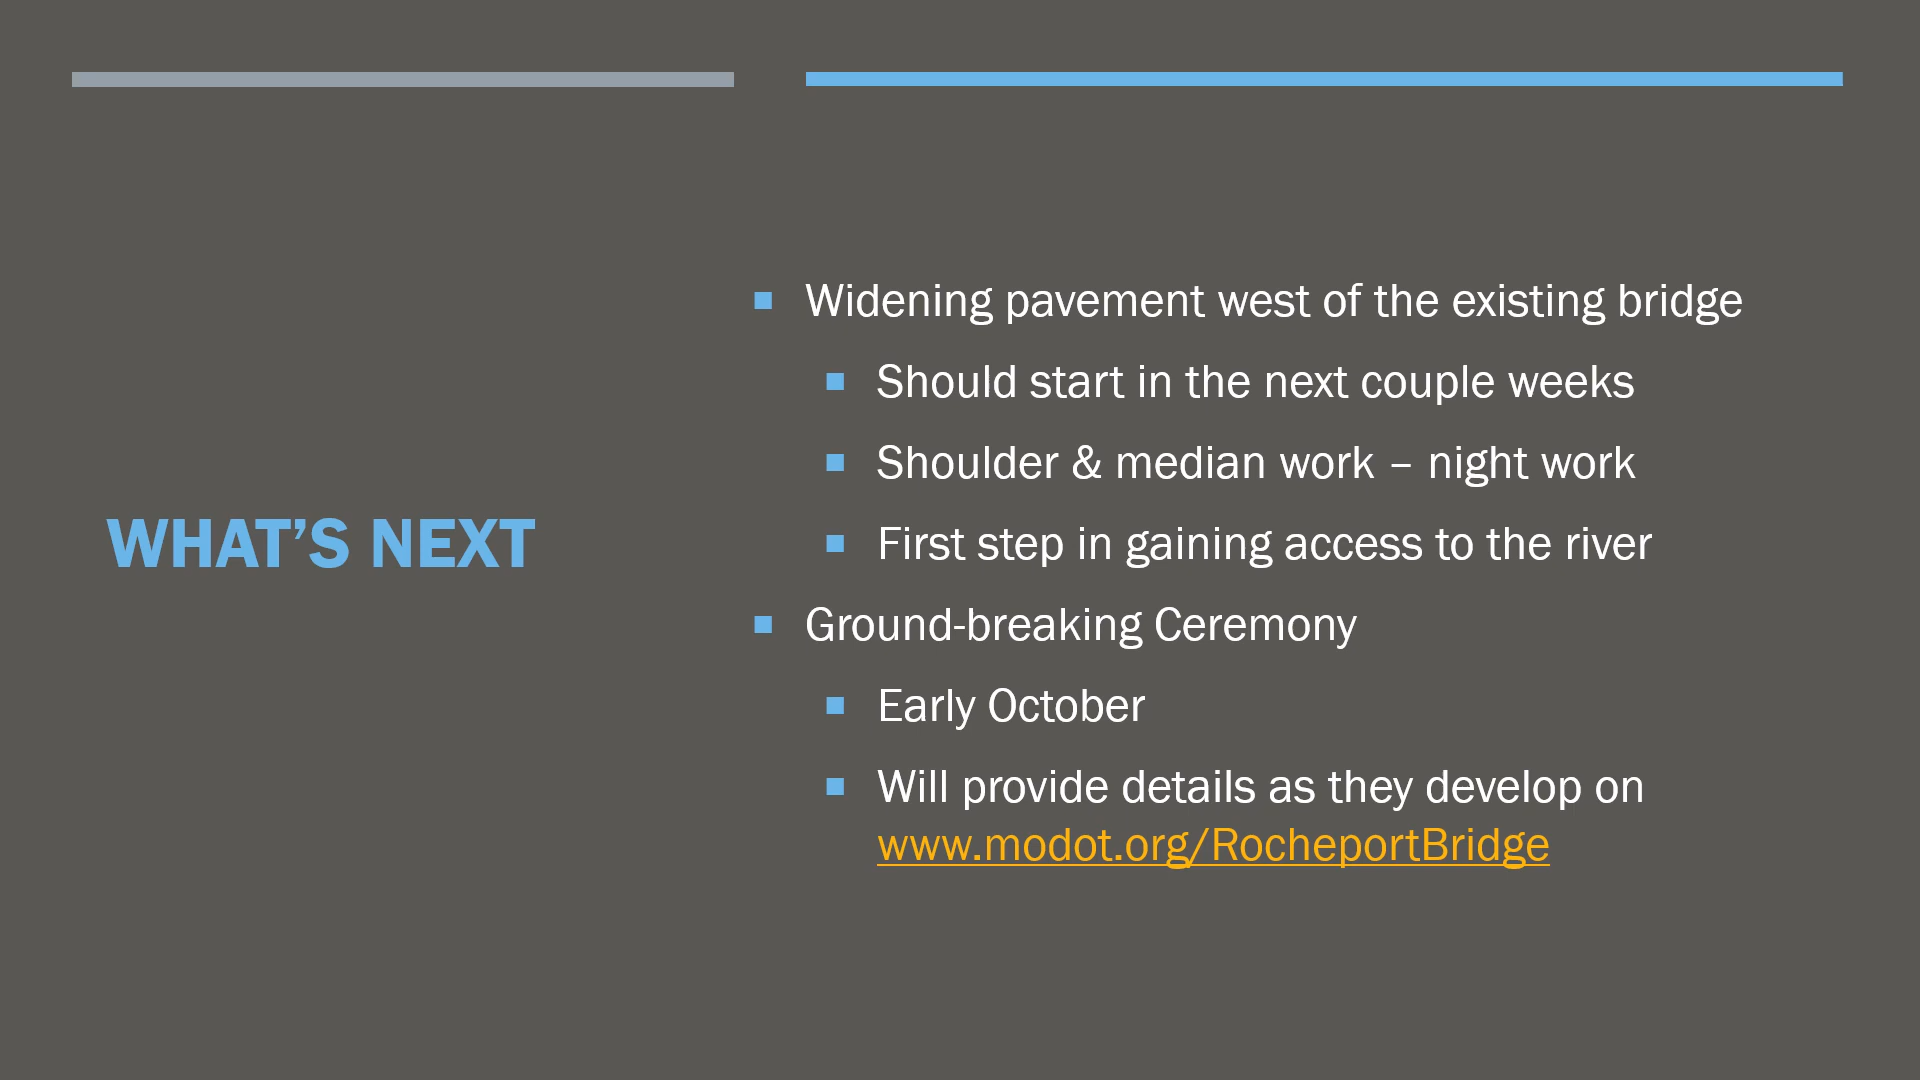 WHAT’S NEXT
Widening pavement west of the existing bridge
Should start in the next couple weeks
Shoulder & median work – night work
First step in gaining access to the river
Ground-breaking Ceremony
Early October
Will provide details as they develop on
www.modot.org/RocheportBridge